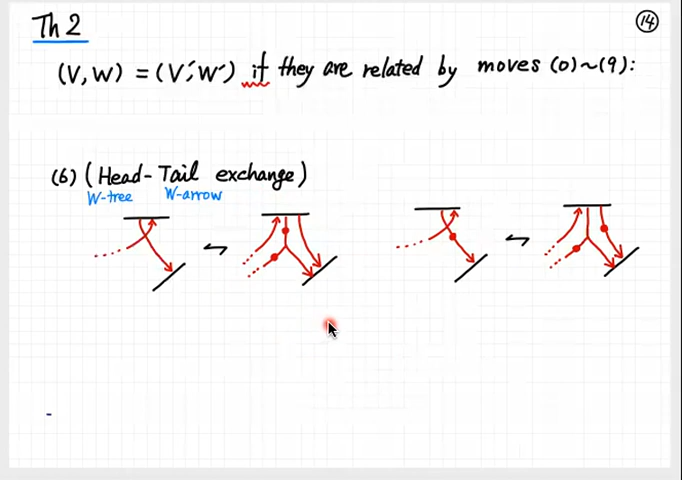 Th 2
⑭
(V, W) = (V′, W′) if they are related by moves (0)~(9):
(6) (Head-Tail exchange)
W-tree W-arrow